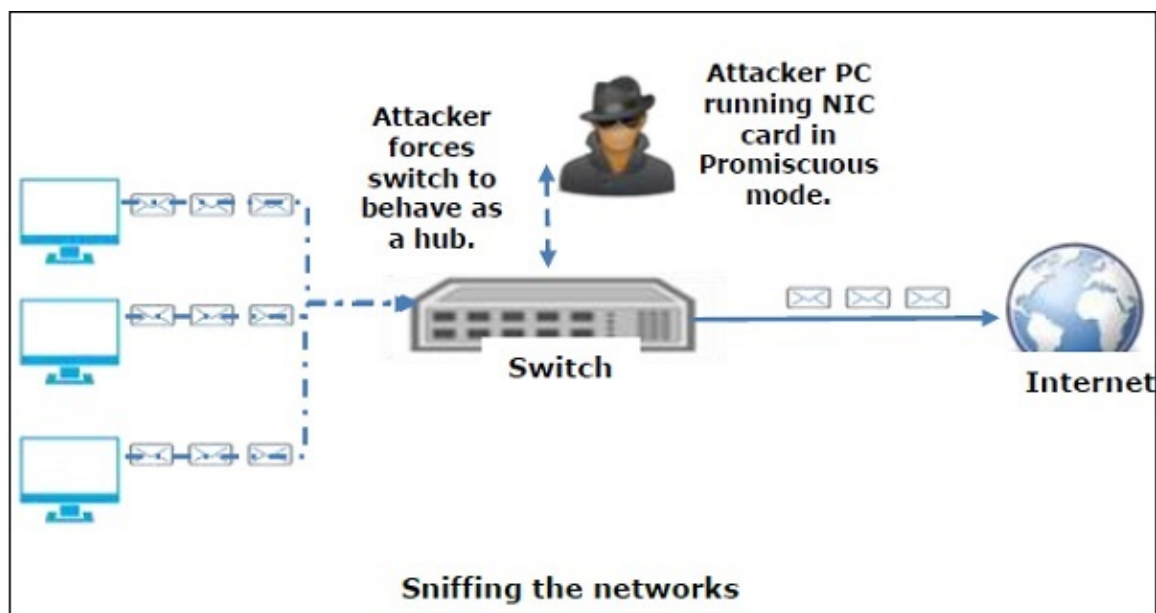 Attacker
forces
switch to
behave as
a hub.
Attacker PC
running NIC
card in
Promiscuous
mode.
Switch
Internet
Sniffing the networks